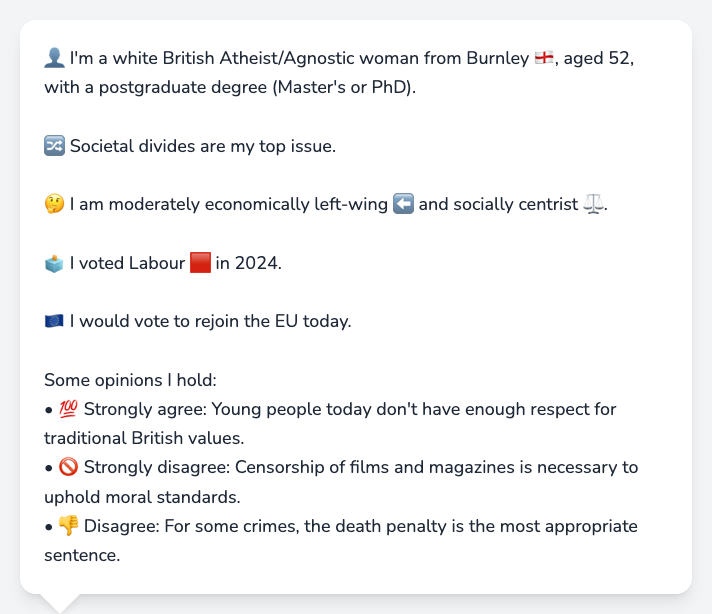 👤 I'm a white British Atheist/Agnostic woman from Burnley 🏴󠁧󠁢󠁥󠁮󠁧󠁿, aged 52,
with a postgraduate degree (Master's or PhD).
🔀 Societal divides are my top issue.
🤔 I am moderately economically left-wing ⬅️ and socially centrist ⚖️.
🗳️ I voted Labour 🟥 in 2024.
🇪🇺 I would vote to rejoin the EU today.
Some opinions I hold:
• 💯 Strongly agree: Young people today don't have enough respect for
traditional British values.
• 🚫 Strongly disagree: Censorship of films and magazines is necessary to
uphold moral standards.
• 👎 Disagree: For some crimes, the death penalty is the most appropriate
sentence.